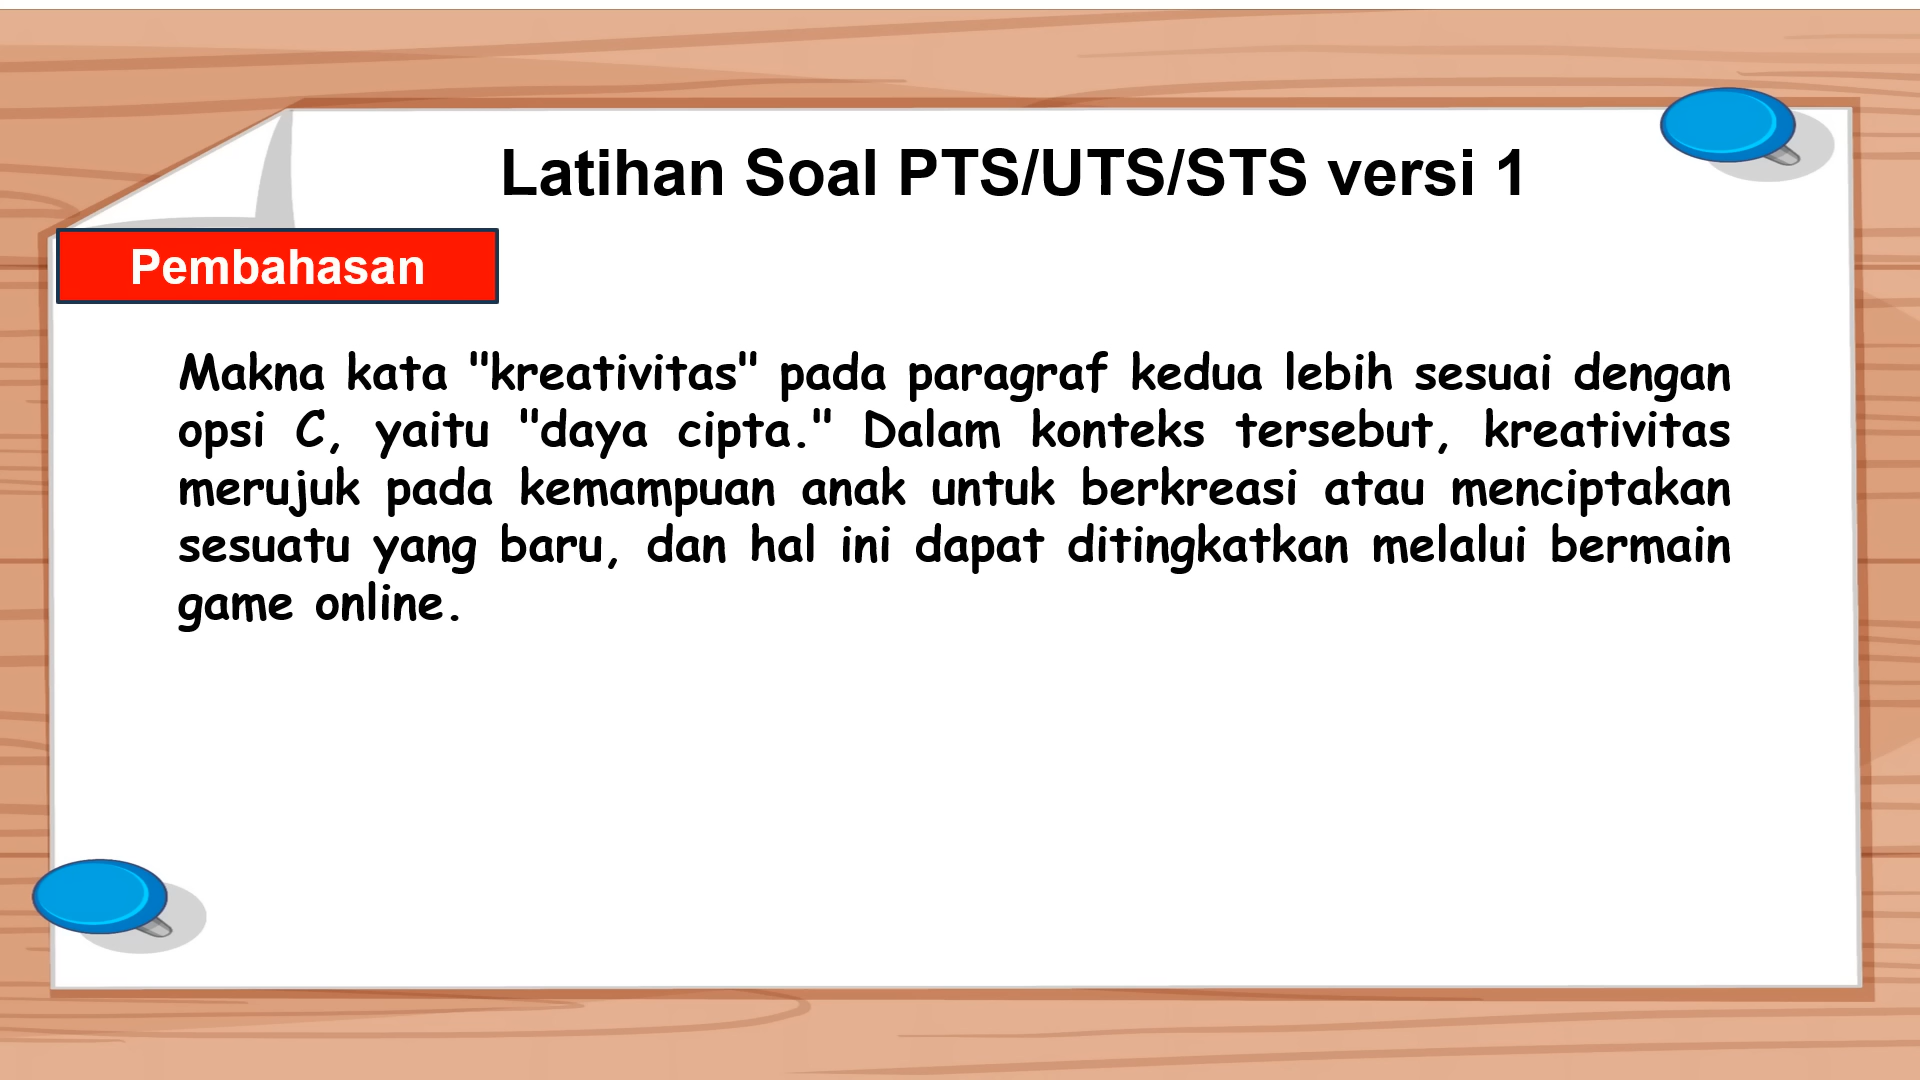 Latihan Soal PTS/UTS/STS versi 1
Pembahasan
Makna kata "kreativitas" pada paragraf kedua lebih sesuai dengan
opsi C, yaitu "daya cipta." Dalam konteks tersebut, kreativitas
merujuk pada kemampuan anak untuk berkreasi atau menciptakan
sesuatu yang baru, dan hal ini dapat ditingkatkan melalui bermain
game online.